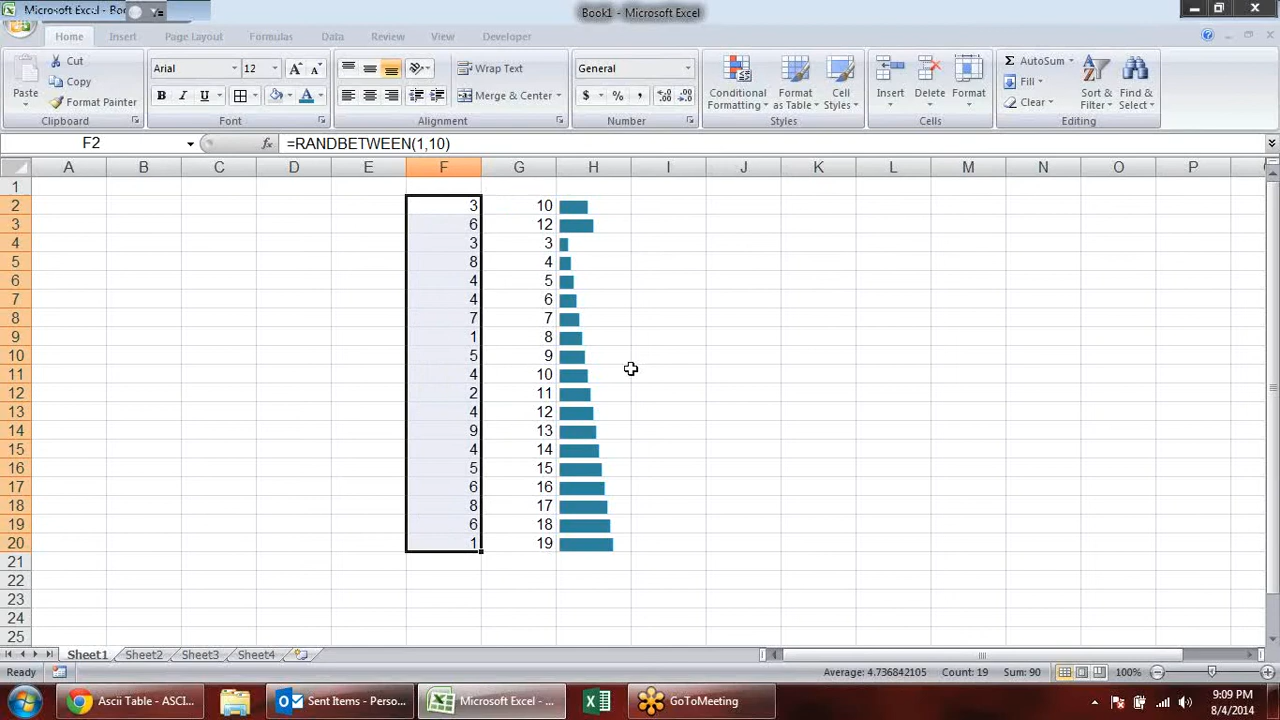 Microsoft Excel - Boo
Book1 - Microsoft Excel
Home Insert Page Layout Formulas Data Review View Developer
Paste Cut Copy Format Painter
Arial 12
B I U A A A
Wrap Text
Merge & Center
General
$ % ,
Conditional Formatting Format as Table Cell Styles
Insert Delete Format
Σ AutoSum Fill Clear
Sort & Filter Find & Select
Clipboard Font Alignment Number Styles Cells Editing
F2 fx =RANDBETWEEN(1,10)
A B C D E F G H I J K L M N O P
1
2 3 10
3 6 12
4 3 3
5 8 4
6 4 5
7 4 6
8 7 7
9 1 8
10 5 9
11 4 10
12 2 11
13 4 12
14 9 13
15 4 14
16 5 15
17 6 16
18 8 17
19 6 18
20 1 19
21
22
23
24
25
Sheet1 Sheet2 Sheet3 Sheet4
Ready Average: 4.736842105 Count: 19 Sum: 90 100%
Ascii Table - ASCI... Sent Items - Perso... Microsoft Excel - ... GoToMeeting
9:09 PM
8/4/2014